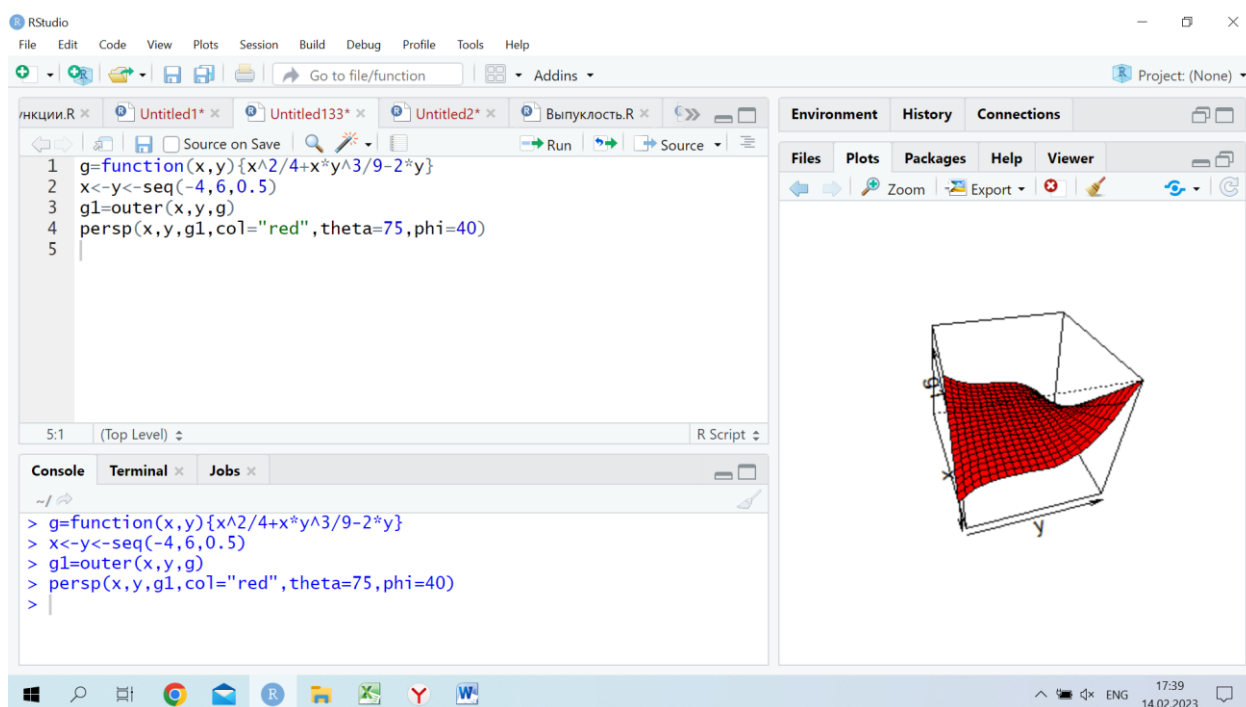 RStudio
File Edit Code View Plots Session Build Debug Profile Tools Help
Go to file/function Addins Project: (None)
нкции.R Untitled1* Untitled133* Untitled2* Выпуклость.R
Source on Save Run Source
1 g=function(x,y){x^2/4+x*y^3/9-2*y}
2 x<-y<-seq(-4,6,0.5)
3 g1=outer(x,y,g)
4 persp(x,y,g1,col="red",theta=75,phi=40)
5
5:1 (Top Level) R Script
Console Terminal Jobs
~/
> g=function(x,y){x^2/4+x*y^3/9-2*y}
> x<-y<-seq(-4,6,0.5)
> g1=outer(x,y,g)
> persp(x,y,g1,col="red",theta=75,phi=40)
>
Environment History Connections
Files Plots Packages Help Viewer
Zoom Export
g1
x
y
ENG 17:39
14.02.2023